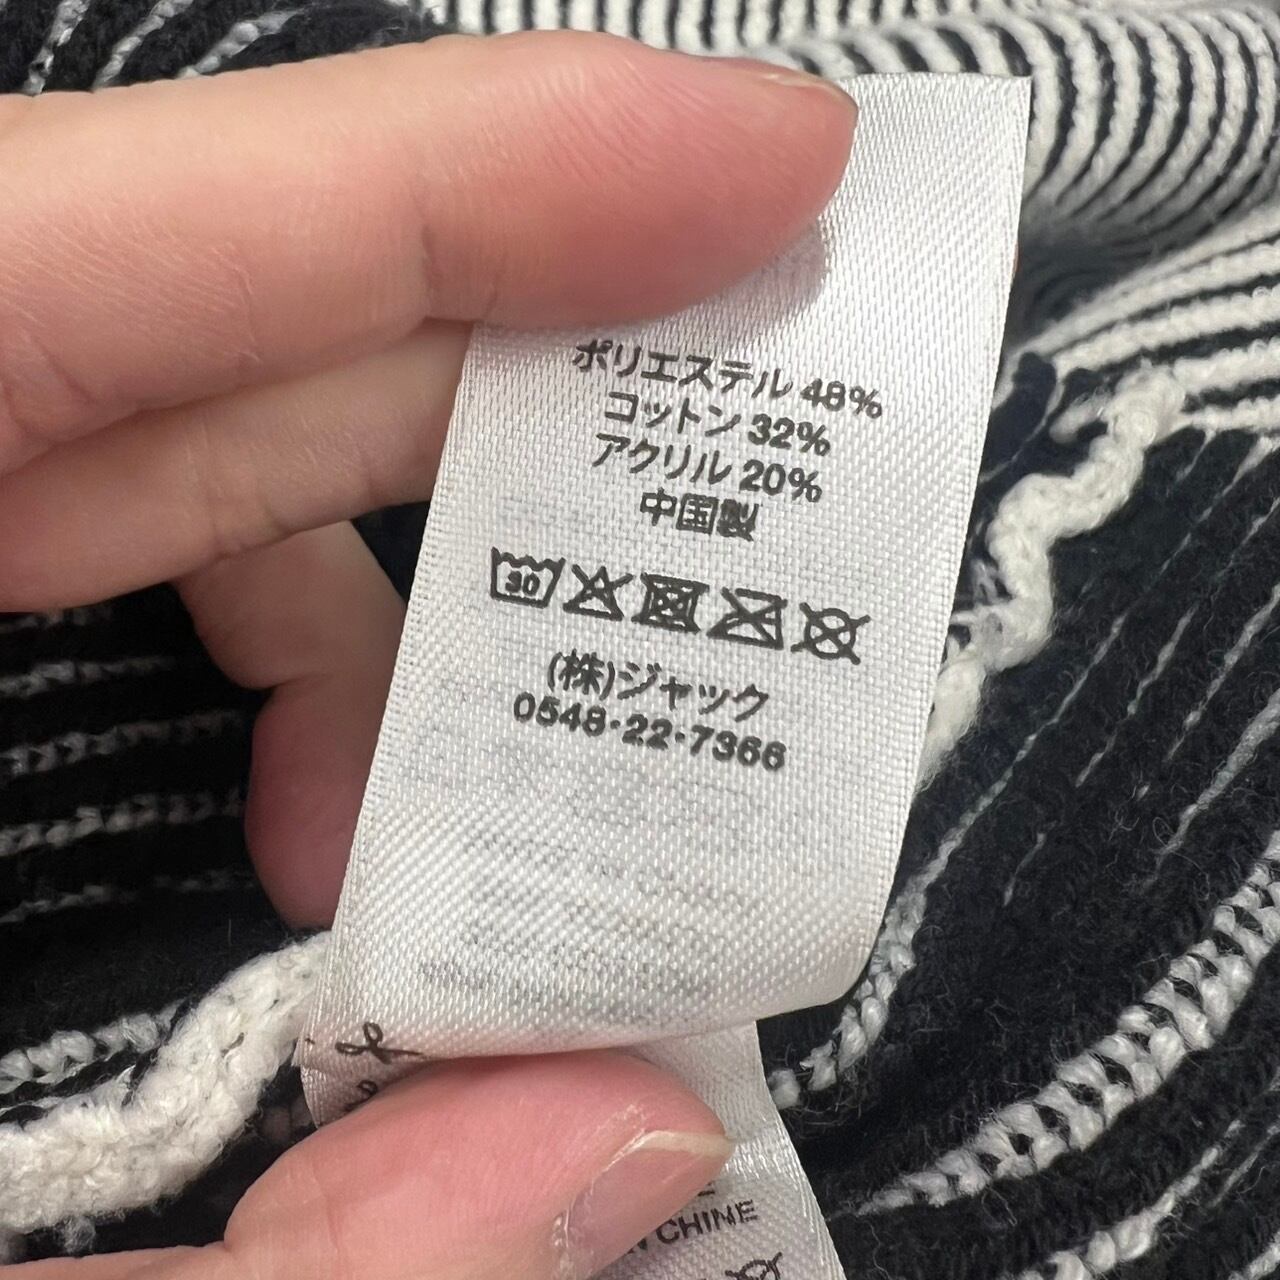 ポリエステル 48%
コットン 32%
アクリル 20%
中国製
30
(株)ジャック
0548・22・7366
CHINE